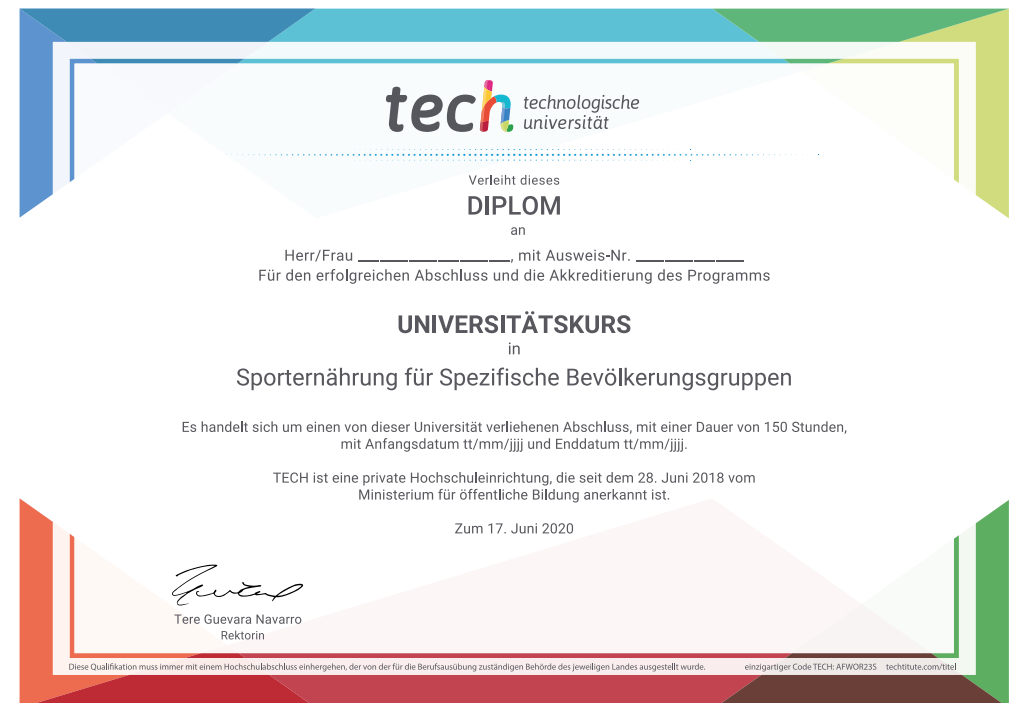 tech technologische
universität
Verleiht dieses
DIPLOM
an
Herr/Frau ____________________, mit Ausweis-Nr. ______________
Für den erfolgreichen Abschluss und die Akkreditierung des Programms
UNIVERSITÄTSKURS
in
Sporternährung für Spezifische Bevölkerungsgruppen
Es handelt sich um einen von dieser Universität verliehenen Abschluss, mit einer Dauer von 150 Stunden,
mit Anfangsdatum tt/mm/jjjj und Enddatum tt/mm/jjjj.
TECH ist eine private Hochschuleinrichtung, die seit dem 28. Juni 2018 vom
Ministerium für öffentliche Bildung anerkannt ist.
Zum 17. Juni 2020
Tere Guevara Navarro
Rektorin
Diese Qualifikation muss immer mit einem Hochschulabschluss einhergehen, der von der für die Berufsausübung zuständigen Behörde des jeweiligen Landes ausgestellt wurde. einzigartiger Code TECH: AFWOR23S techtitute.com/titel